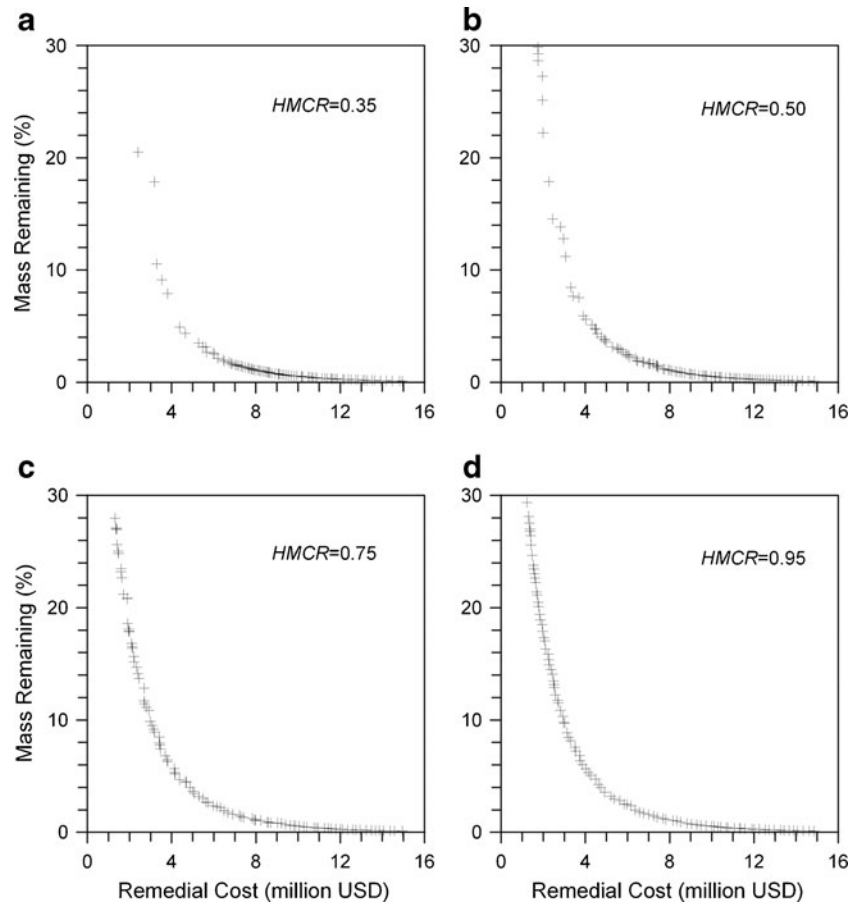 a
b
30
20
10
0
Mass Remaining (%)
HMCR=0.35
0 4 8 12 16
30
20
10
0
HMCR=0.50
0 4 8 12 16
c
d
30
20
10
0
Mass Remaining (%)
HMCR=0.75
0 4 8 12 16
Remedial Cost (million USD)
30
20
10
0
HMCR=0.95
0 4 8 12 16
Remedial Cost (million USD)